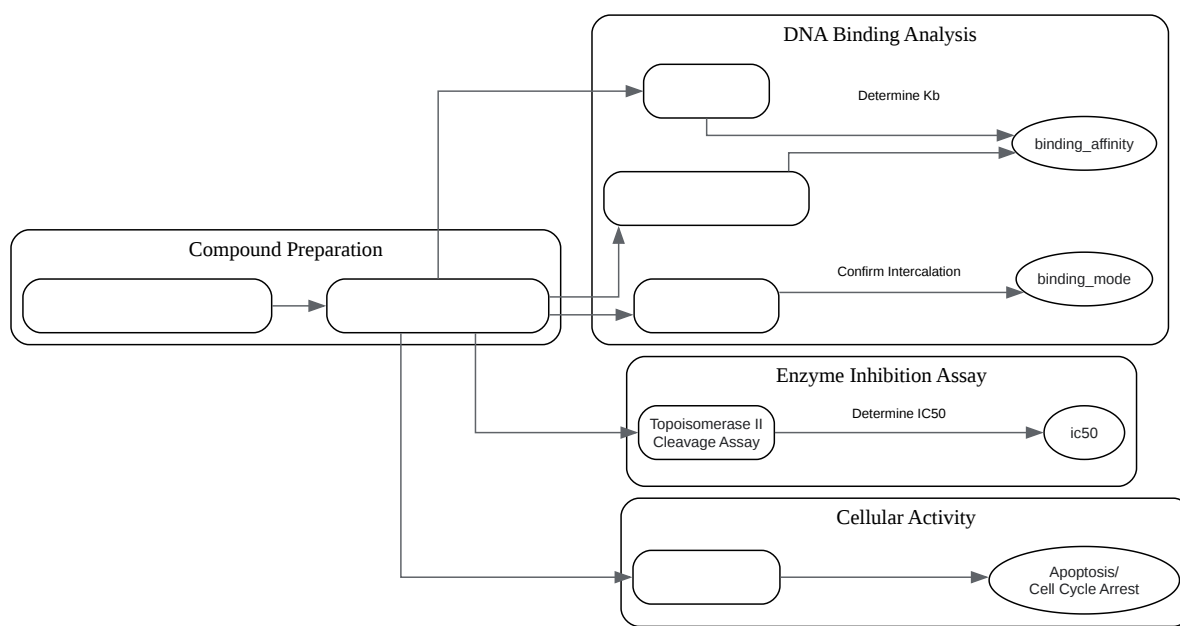 DNA Binding Analysis
Determine Kb
binding_affinity
Compound Preparation
Confirm Intercalation
binding_mode
Enzyme Inhibition Assay
Topoisomerase II
Cleavage Assay
Determine IC50
ic50
Cellular Activity
Apoptosis/
Cell Cycle Arrest